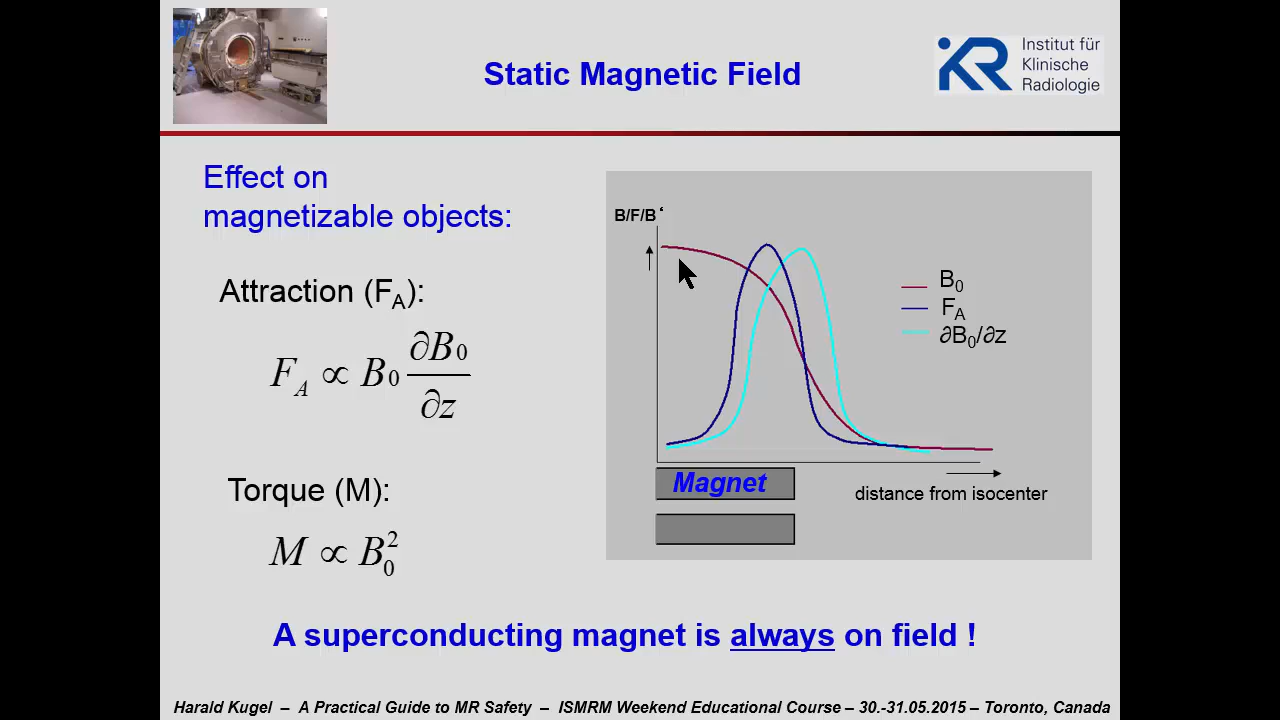 Static Magnetic Field
Institut für
Klinische
Radiologie
Effect on
magnetizable objects:
Attraction (F_A):
F_A ∝ B_0 ∂B_0/∂z
Torque (M):
M ∝ B_0^2
B/F/B‘
B_0
F_A
∂B_0/∂z
Magnet
distance from isocenter
A superconducting magnet is always on field !
Harald Kugel – A Practical Guide to MR Safety – ISMRM Weekend Educational Course – 30.-31.05.2015 – Toronto, Canada